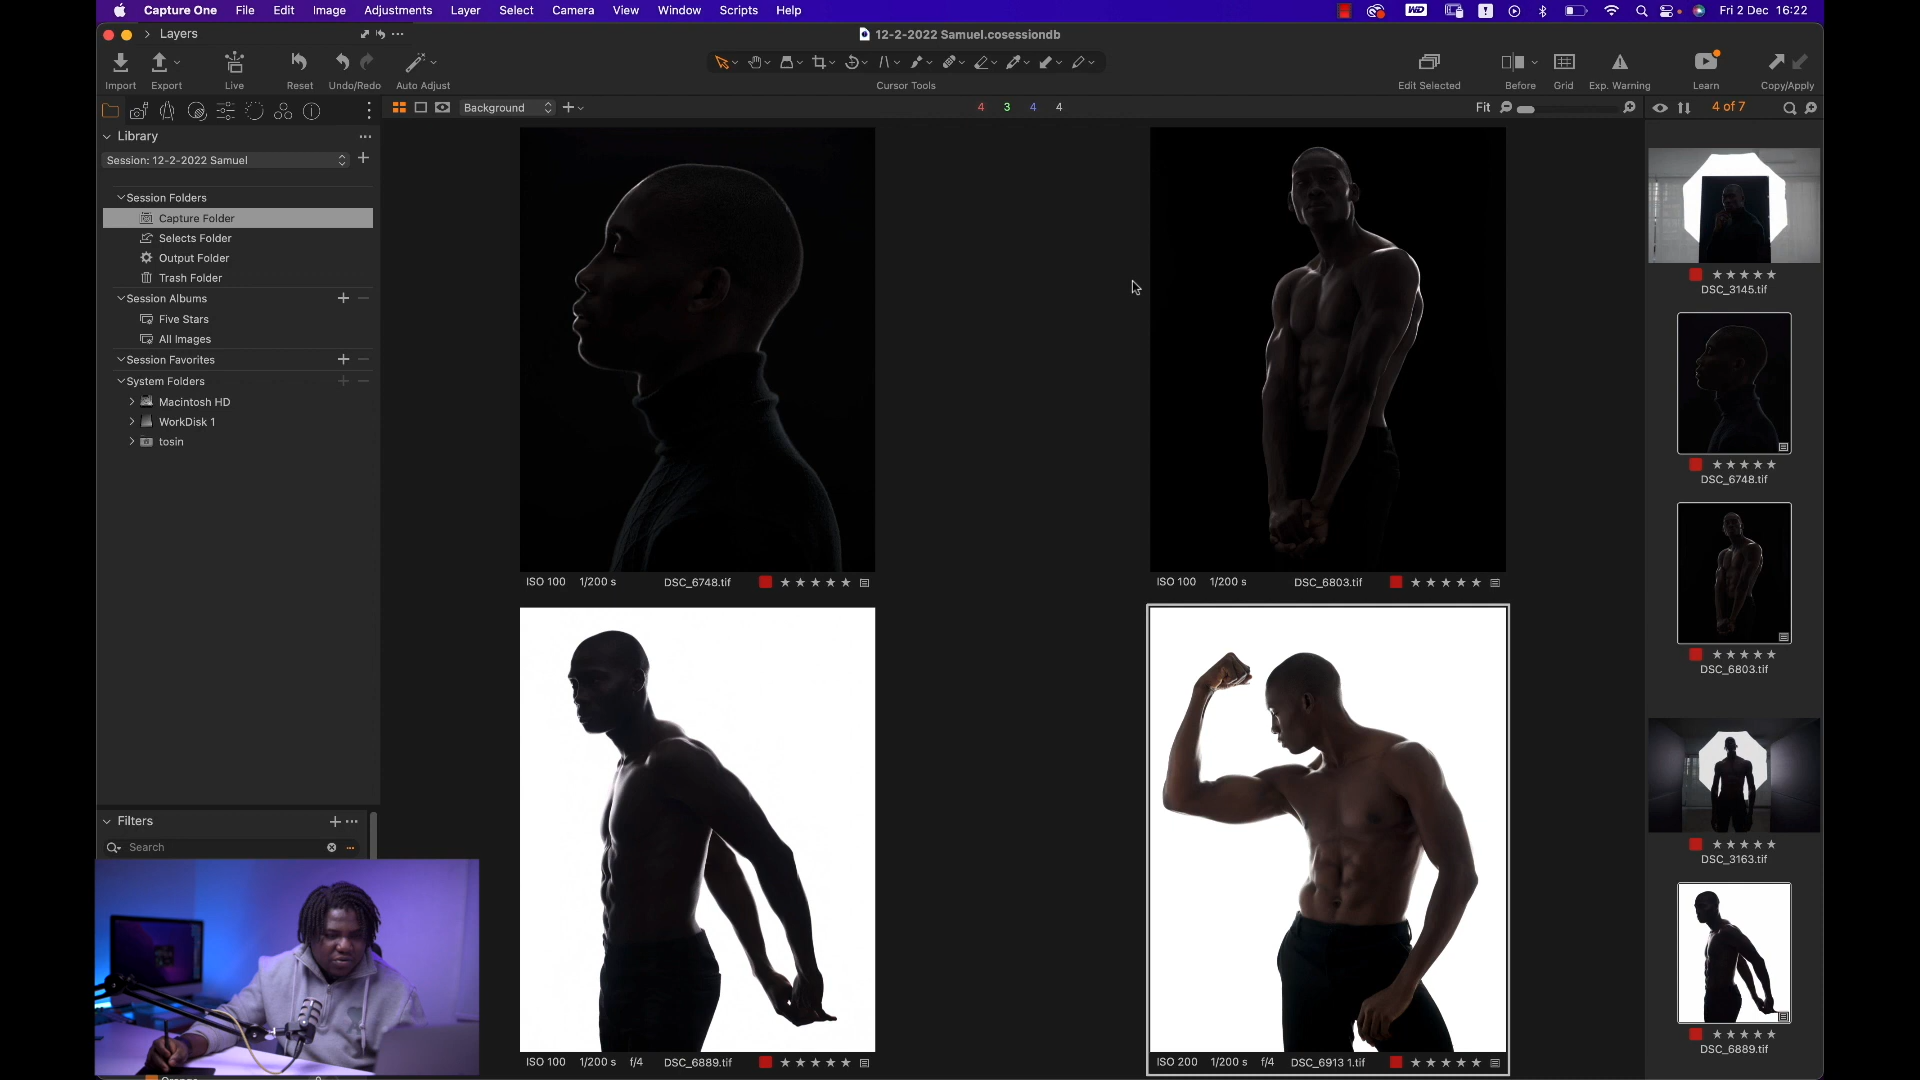 Capture One File Edit Image Adjustments Layer Select Camera View Window Scripts Help
WD
Fri 2 Dec 16:22
Layers
12-2-2022 Samuel.cosessiondb
Import Export Live Reset Undo/Redo Auto Adjust
Cursor Tools
Edit Selected Before Grid Exp. Warning Learn Copy/Apply
Background
4 3 4 4
Fit
4 of 7
Library
Session: 12-2-2022 Samuel
Session Folders
Capture Folder
Selects Folder
Output Folder
Trash Folder
Session Albums
Five Stars
All Images
Session Favorites
System Folders
Macintosh HD
WorkDisk 1
tosin
Filters
Search
ISO 100 1/200 s DSC_6748.tif
ISO 100 1/200 s DSC_6803.tif
ISO 100 1/200 s f/4 DSC_6889.tif
ISO 200 1/200 s f/4 DSC_6913 1.tif
DSC_3145.tif
DSC_6748.tif
DSC_6803.tif
DSC_3163.tif
DSC_6889.tif